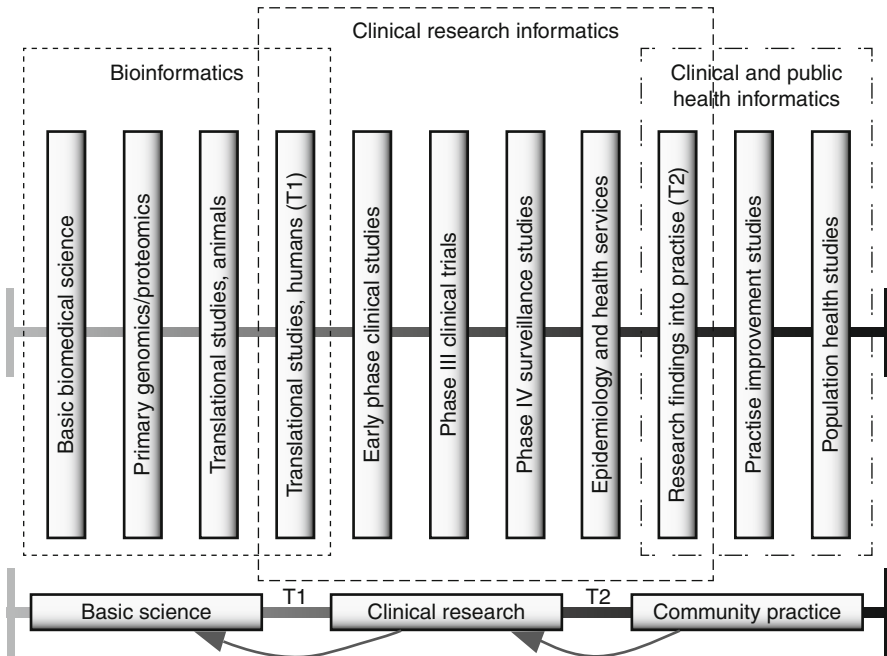 Clinical research informatics
Bioinformatics
Clinical and public
health informatics
Basic biomedical science
Primary genomics/proteomics
Translational studies, animals
Translational studies, humans (T1)
Early phase clinical studies
Phase III clinical trials
Phase IV surveillance studies
Epidemiology and health services
Research findings into practise (T2)
Practise improvement studies
Population health studies
Basic science
T1
Clinical research
T2
Community practice